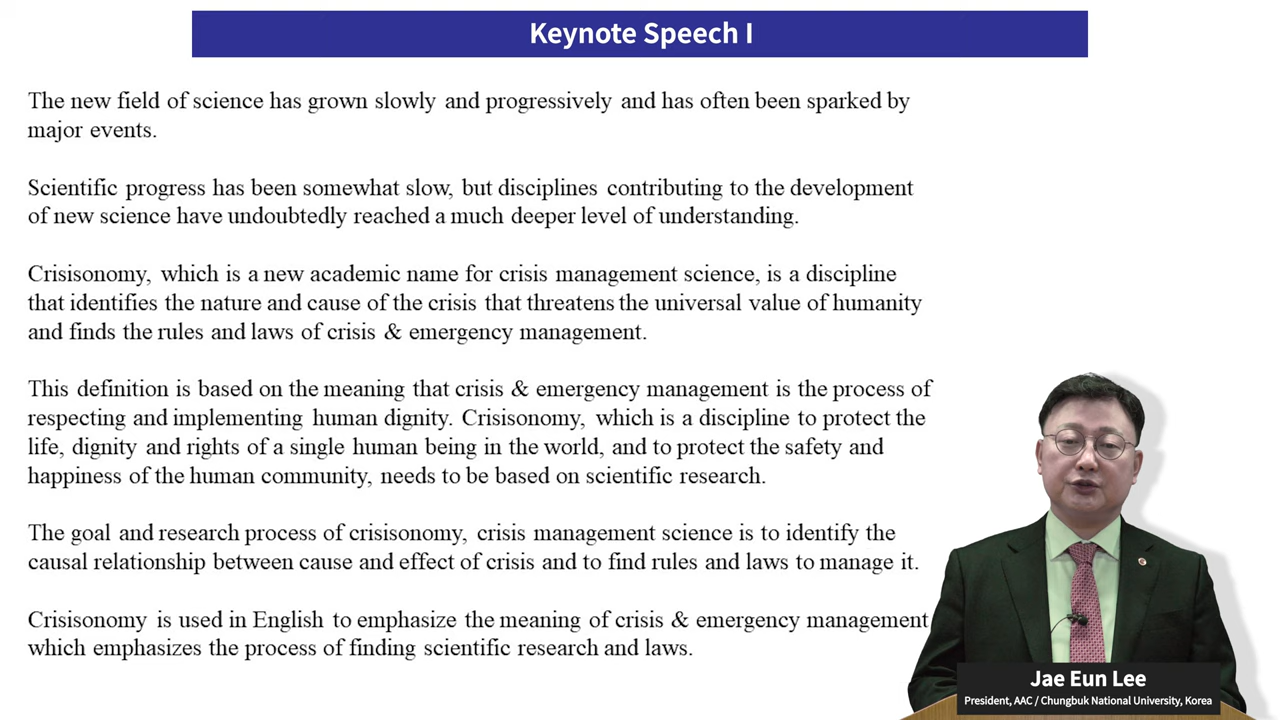 Keynote Speech I
The new field of science has grown slowly and progressively and has often been sparked by
major events.
Scientific progress has been somewhat slow, but disciplines contributing to the development
of new science have undoubtedly reached a much deeper level of understanding.
Crisisonomy, which is a new academic name for crisis management science, is a discipline
that identifies the nature and cause of the crisis that threatens the universal value of humanity
and finds the rules and laws of crisis & emergency management.
This definition is based on the meaning that crisis & emergency management is the process of
respecting and implementing human dignity. Crisisonomy, which is a discipline to protect the
life, dignity and rights of a single human being in the world, and to protect the safety and
happiness of the human community, needs to be based on scientific research.
The goal and research process of crisisonomy, crisis management science is to identify the
causal relationship between cause and effect of crisis and to find rules and laws to manage it.
Crisisonomy is used in English to emphasize the meaning of crisis & emergency management
which emphasizes the process of finding scientific research and laws.
Jae Eun Lee
President, AAC / Chungbuk National University, Korea